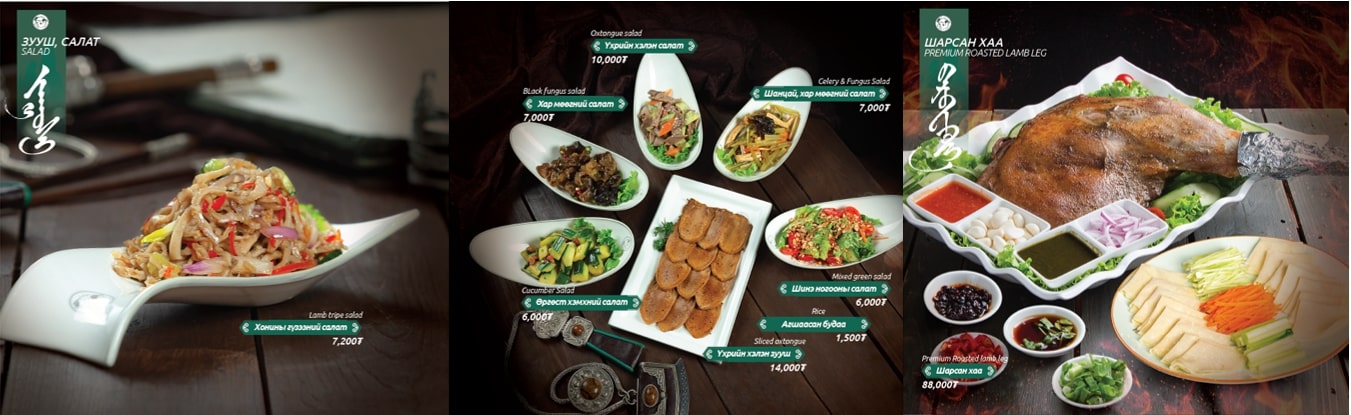 ЗУУШ, САЛАТ
SALAD
Lamb tripe salad
Хонины гүзээний салат
7,200₮
Oxtongue salad
Үхрийн хэлэн салат
10,000₮
BLack fungus salad
Хар мөөгний салат
7,000₮
Celery & Fungus Salad
Шанцай, хар мөөгний салат
7,000₮
Cucumber Salad
Өргөст хэмхний салат
6,000₮
Mixed green salad
Шинэ ногооны салат
6,000₮
Rice
Агшаасан будаа
1,500₮
Sliced oxtongue
Үхрийн хэлэн зууш
14,000₮
ШАРСАН ХАА
PREMIUM ROASTED LAMB LEG
Premium Roasted lamb leg
Шарсан хаа
88,000₮